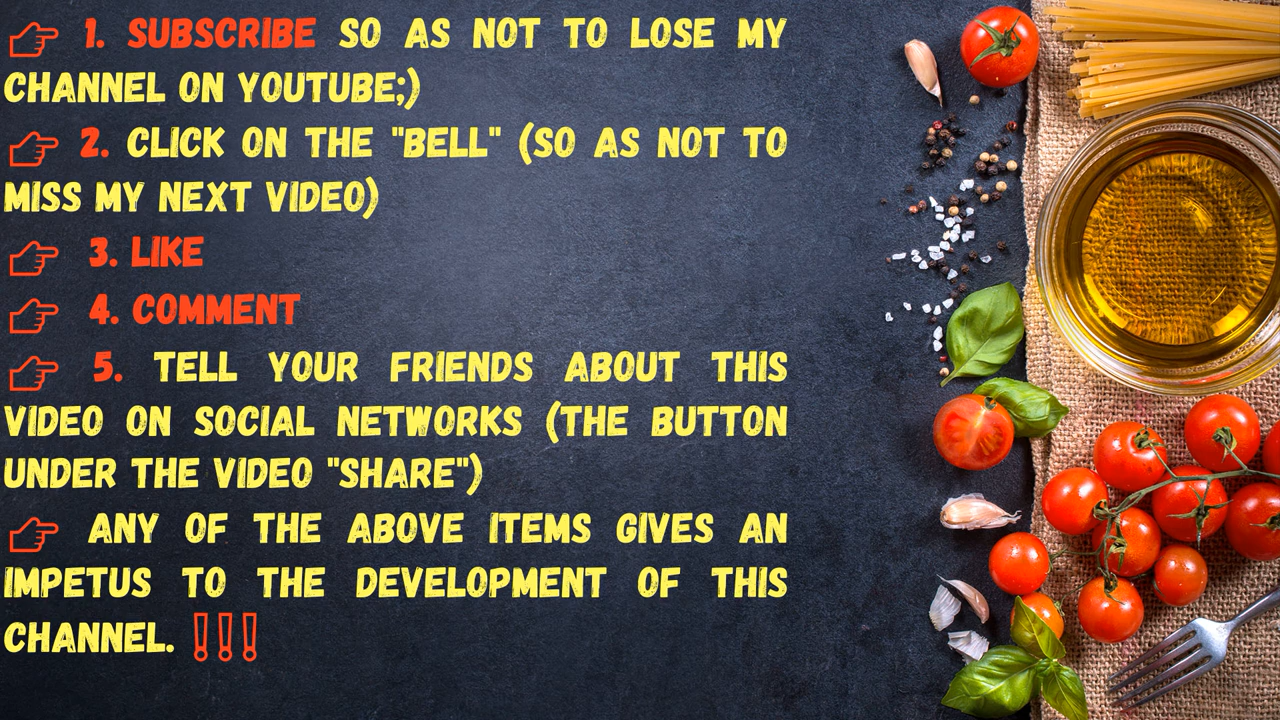 👉 1. SUBSCRIBE SO AS NOT TO LOSE MY
CHANNEL ON YOUTUBE;)
👉 2. CLICK ON THE "BELL" (SO AS NOT TO
MISS MY NEXT VIDEO)
👉 3. LIKE
👉 4. COMMENT
👉 5. TELL YOUR FRIENDS ABOUT THIS
VIDEO ON SOCIAL NETWORKS (THE BUTTON
UNDER THE VIDEO "SHARE")
👉 ANY OF THE ABOVE ITEMS GIVES AN
IMPETUS TO THE DEVELOPMENT OF THIS
CHANNEL. ❗❗❗